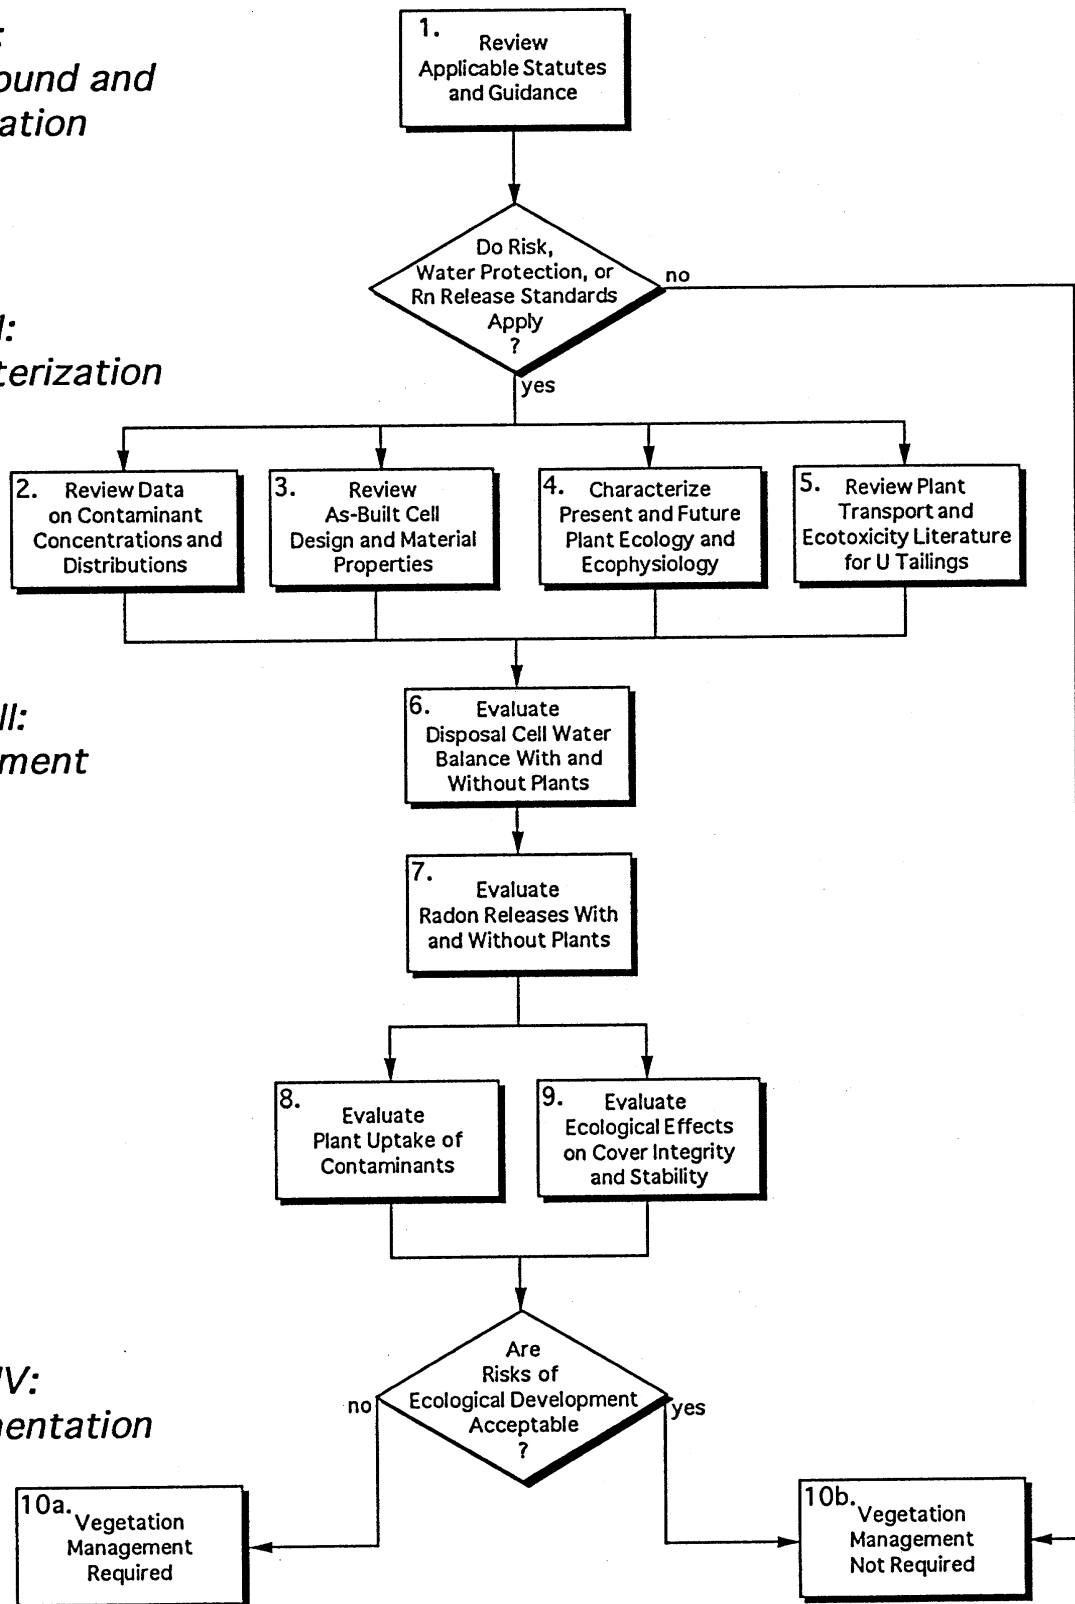 :
ound and
ation
1.
Review
Applicable Statutes
and Guidance
Do Risk,
Water Protection, or
Rn Release Standards
Apply
?
no
yes
I:
terization
2. Review Data
on Contaminant
Concentrations and
Distributions
3. Review
As-Built Cell
Design and Material
Properties
4. Characterize
Present and Future
Plant Ecology and
Ecophysiology
5. Review Plant
Transport and
Ecotoxicity Literature
for U Tailings
II:
ment
6. Evaluate
Disposal Cell Water
Balance With and
Without Plants
7.
Evaluate
Radon Releases With
and Without Plants
8.
Evaluate
Plant Uptake of
Contaminants
9. Evaluate
Ecological Effects
on Cover Integrity
and Stability
IV:
nentation
Are
Risks of
Ecological Development
Acceptable
?
no
yes
10a.
Vegetation
Management
Required
10b.
Vegetation
Management
Not Required